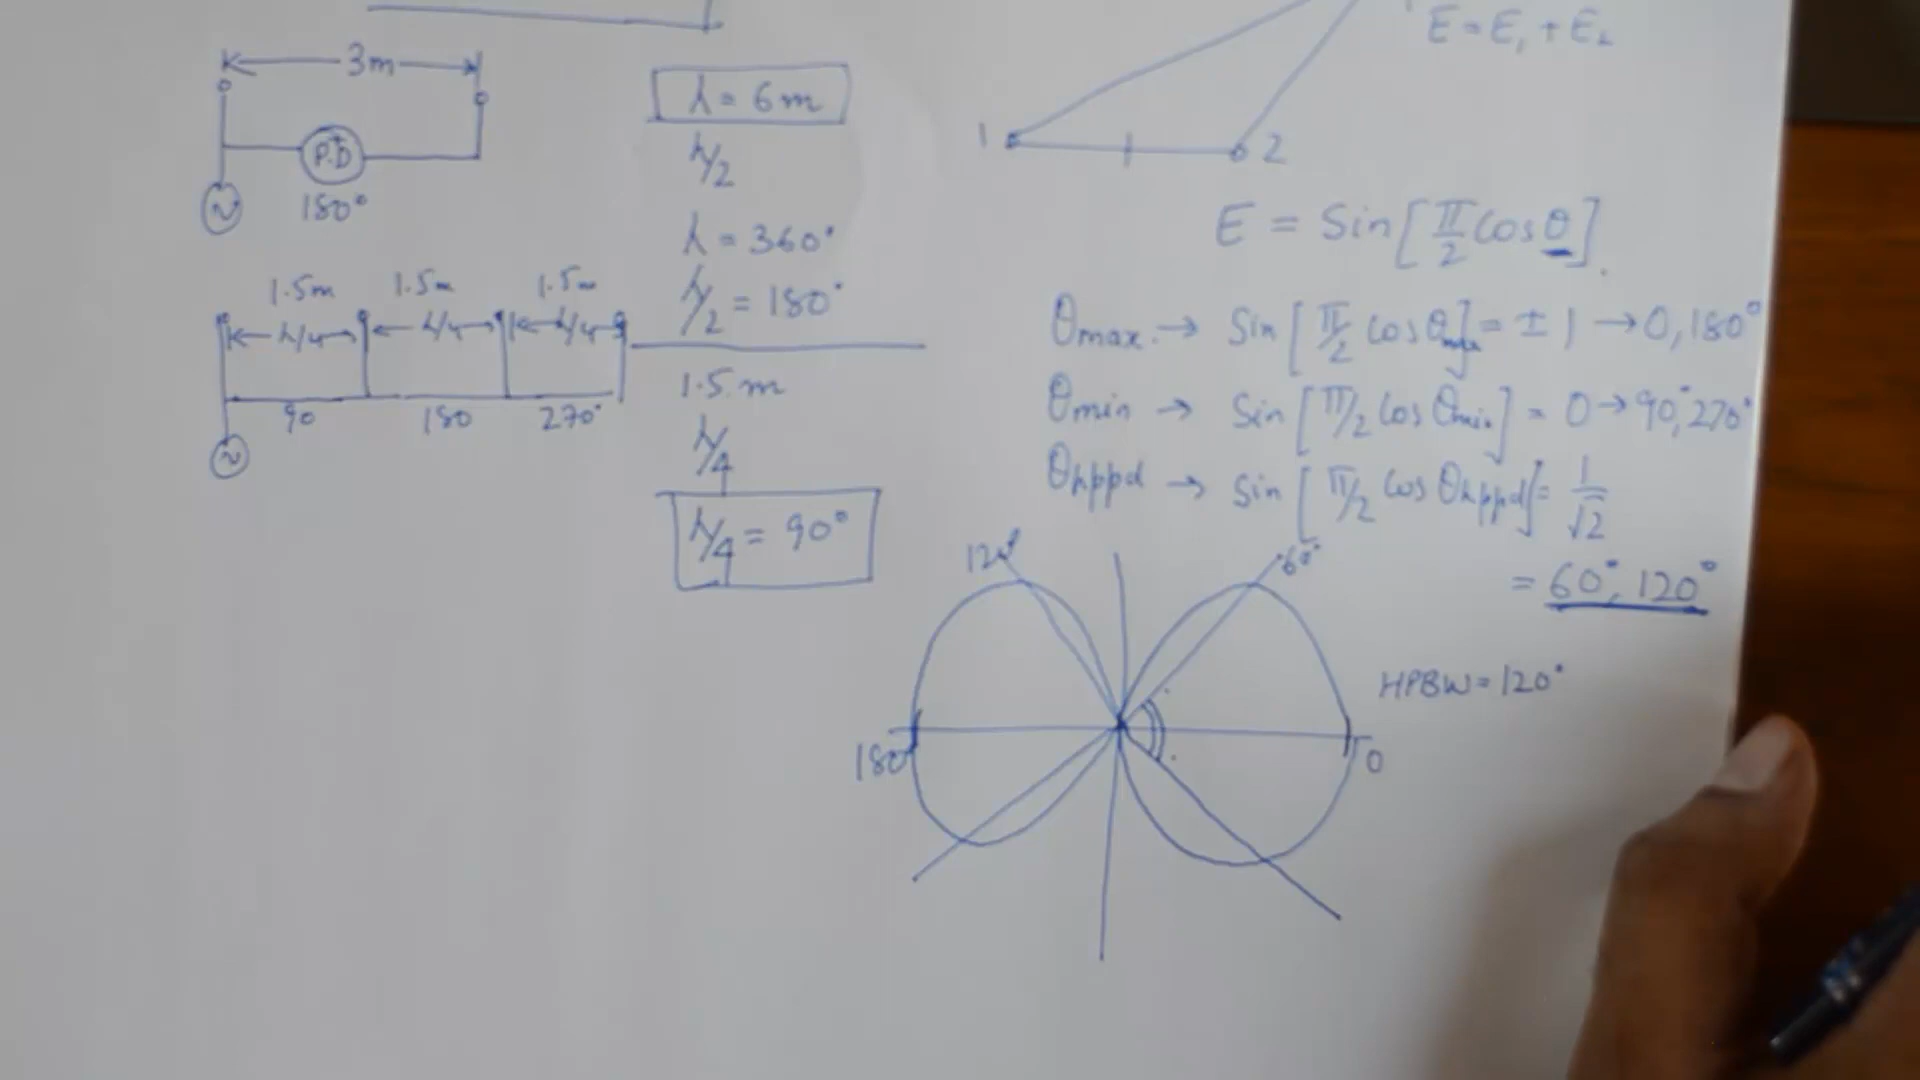 3m
P.D
180°
1.5m 1.5m 1.5m
λ/4 λ/4 λ/4
90 180 270°
λ = 6m
λ/2
λ = 360°
λ/2 = 180°
1.5 m
λ/4
λ/4 = 90°
E = E₁ + E₂
1 2
E = Sin[π/2 Cosθ]
θmax. → Sin[π/2 Cos θmax] = ± 1 → 0, 180°
θmin → Sin[π/2 Cos θmin] = 0 → 90°, 270°
θhppd → Sin[π/2 Cos θhppd] = 1/√2
= 60°, 120°
120° 60°
HPBW = 120°
180 0